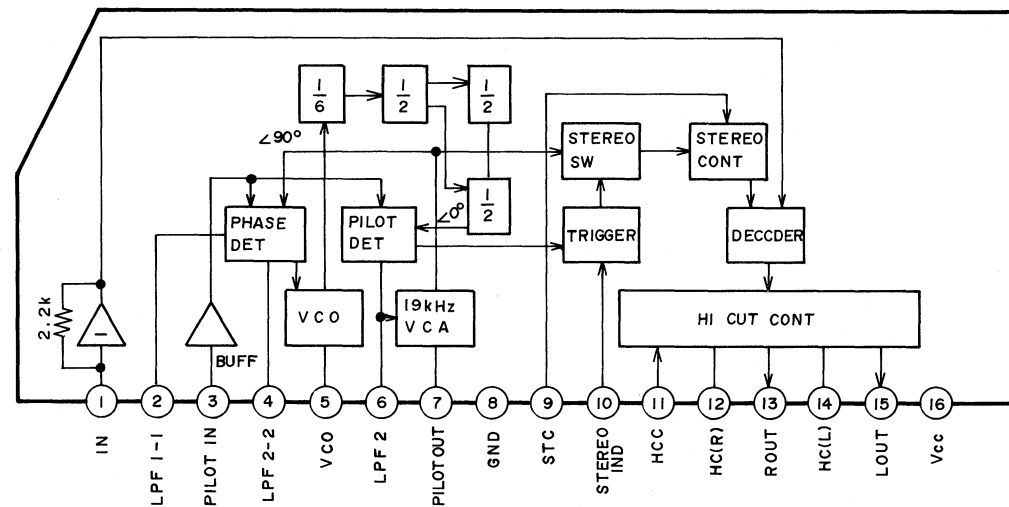 1/6
1/2
1/2
∠90°
STEREO
SW
STEREO
CONT
1/2
∠0°
PHASE
DET
PILOT
DET
TRIGGER
DECCDER
2.2k
VCO
19kHz
VCA
HI CUT CONT
BUFF
1
2
3
4
5
6
7
8
9
10
11
12
13
14
15
16
IN
LPF 1-1
PILOT IN
LPF 2-2
VCO
LPF 2
PILOTOUT
GND
STC
STEREO
IND
HCC
HC(R)
ROUT
HC(L)
LOUT
Vcc